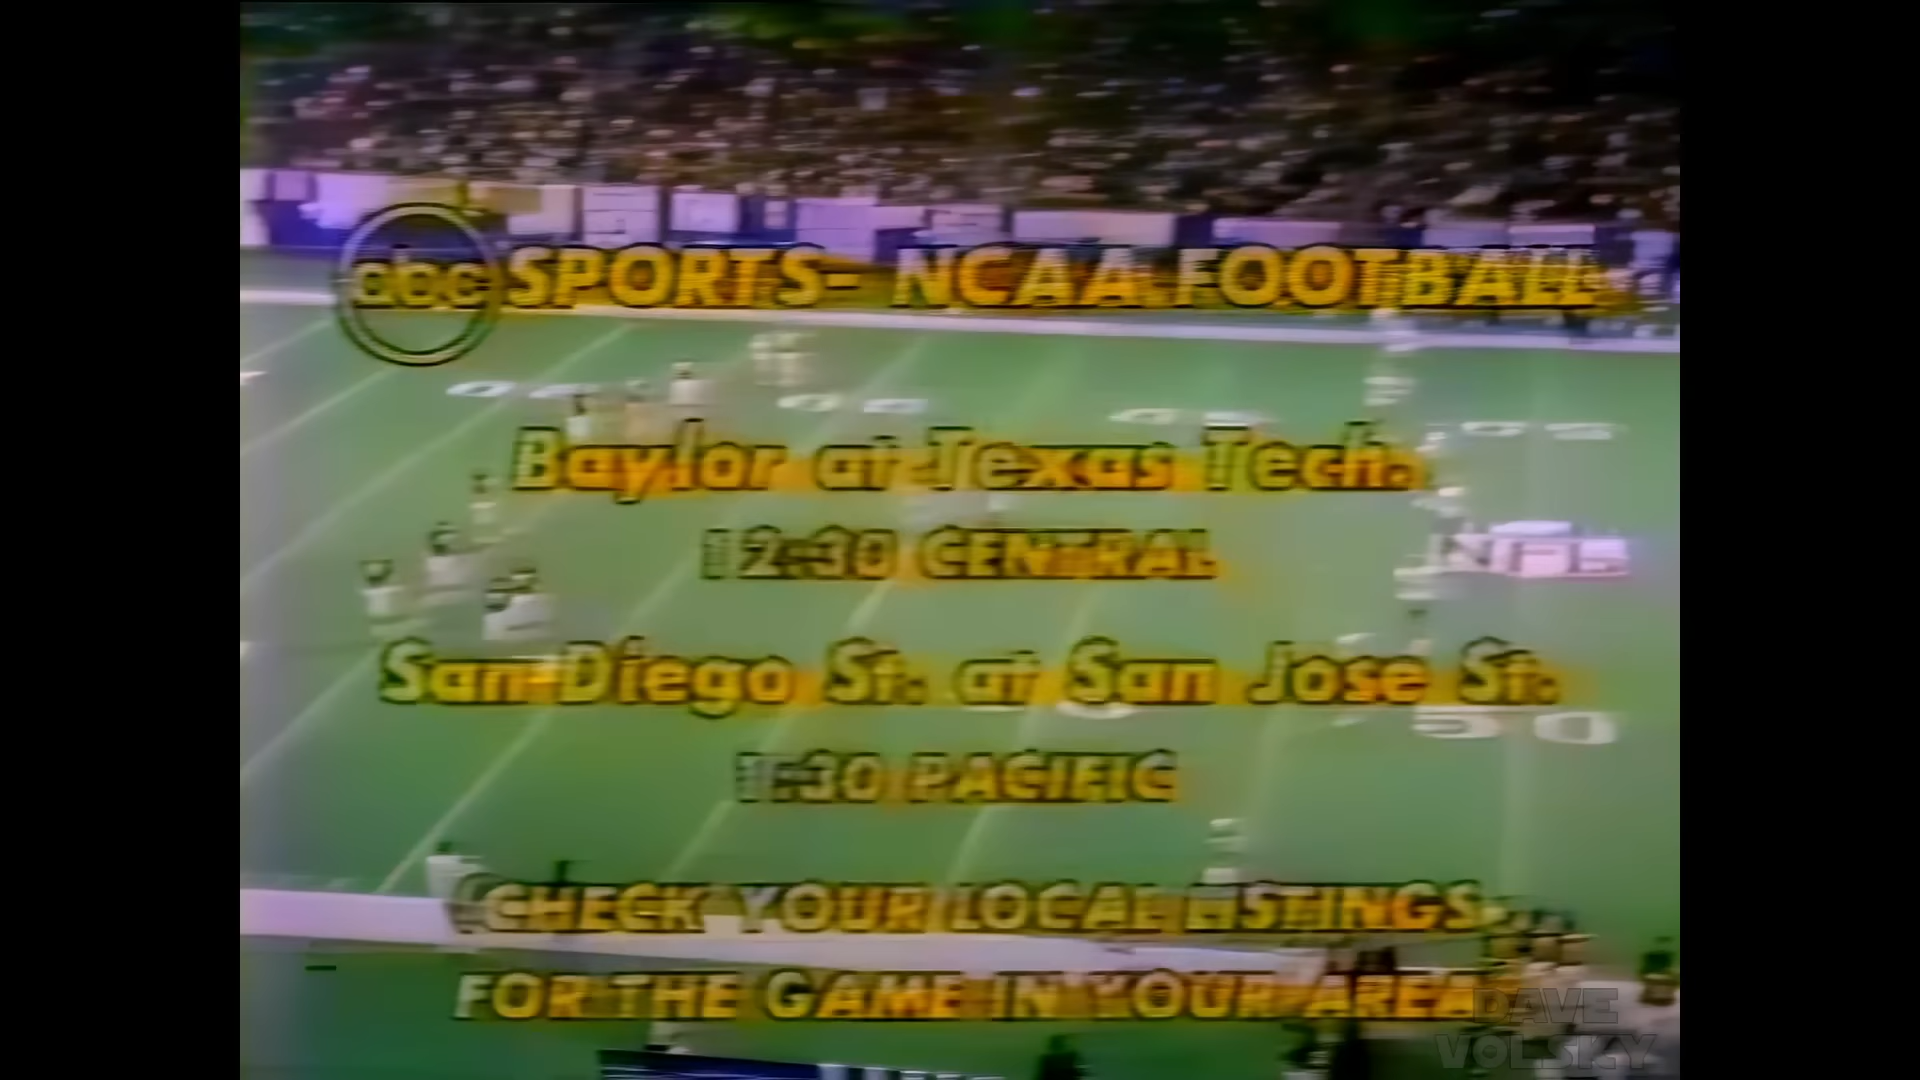 abc SPORTS- NCAA FOOTBALL
Baylor at Texas Tech.
12:30 CENTRAL
San Diego St. at San Jose St.
1:30 PACIFIC
50
CHECK YOUR LOCAL LISTINGS
FOR THE GAME IN YOUR AREA
DAVE
VOLSKY